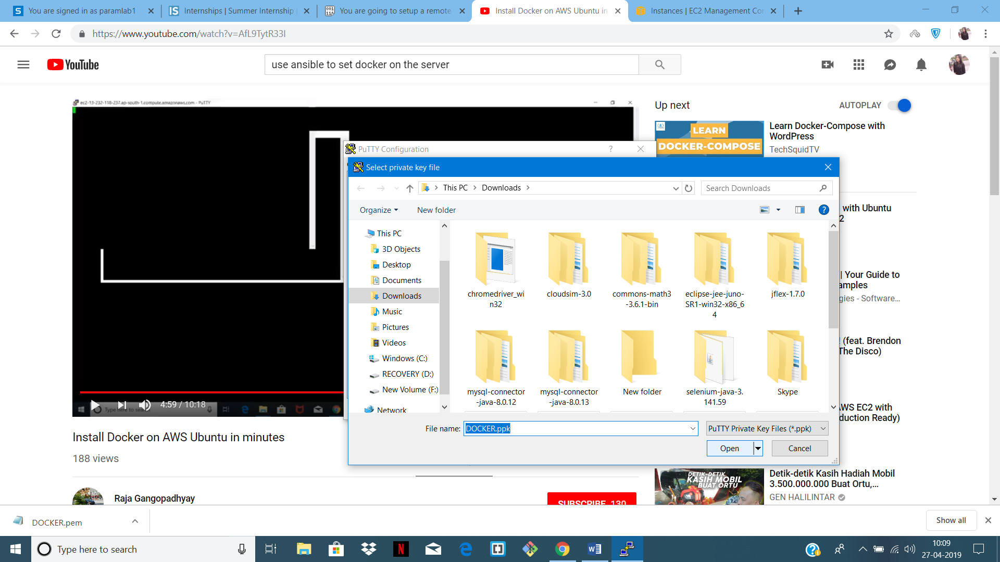 You are signed in as paramlab1
Internships | Summer Internship |
You are going to setup a remote
Install Docker on AWS Ubuntu in
Instances | EC2 Management Con
https://www.youtube.com/watch?v=AfL9TytR33I
YouTube
use ansible to set docker on the server
ec2-13-232-118-237.ap-south-1.compute.amazonaws.com - PuTTY
Up next
AUTOPLAY
LEARN
DOCKER-COMPOSE
Learn Docker-Compose with
WordPress
TechSquidTV
PuTTY Configuration
?
Select private key file
This PC
Downloads
Search Downloads
Organize
New folder
?
This PC
3D Objects
Desktop
Documents
Downloads
Music
Pictures
Videos
Windows (C:)
RECOVERY (D:)
New Volume (F:)
Network
chromedriver_wi
n32
cloudsim-3.0
commons-math3
-3.6.1-bin
eclipse-jee-juno-
SR1-win32-x86_6
4
jflex-1.7.0
mysql-connector
-java-8.0.12
mysql-connector
-java-8.0.13
New folder
selenium-java-3.
141.59
Skype
File name:
DOCKER.ppk
PuTTY Private Key Files (*.ppk)
Open
Cancel
with Ubuntu
2
| Your Guide to
amples
gies - Software...
! (feat. Brendon
The Disco)
WS EC2 with
duction Ready)
Type here to search
4:59 / 10:18
Install Docker on AWS Ubuntu in minutes
188 views
Raja Gangopadhyay
SUBSCRIBE 130
DETIK-DETIK
KASIH HADIAH MOBIL
BUAT ORTU
Detik-detik Kasih Hadiah Mobil
3.500.000.000 Buat Ortu,...
GEN HALILINTAR
DOCKER.pem
Show all
Type here to search
10:09
27-04-2019